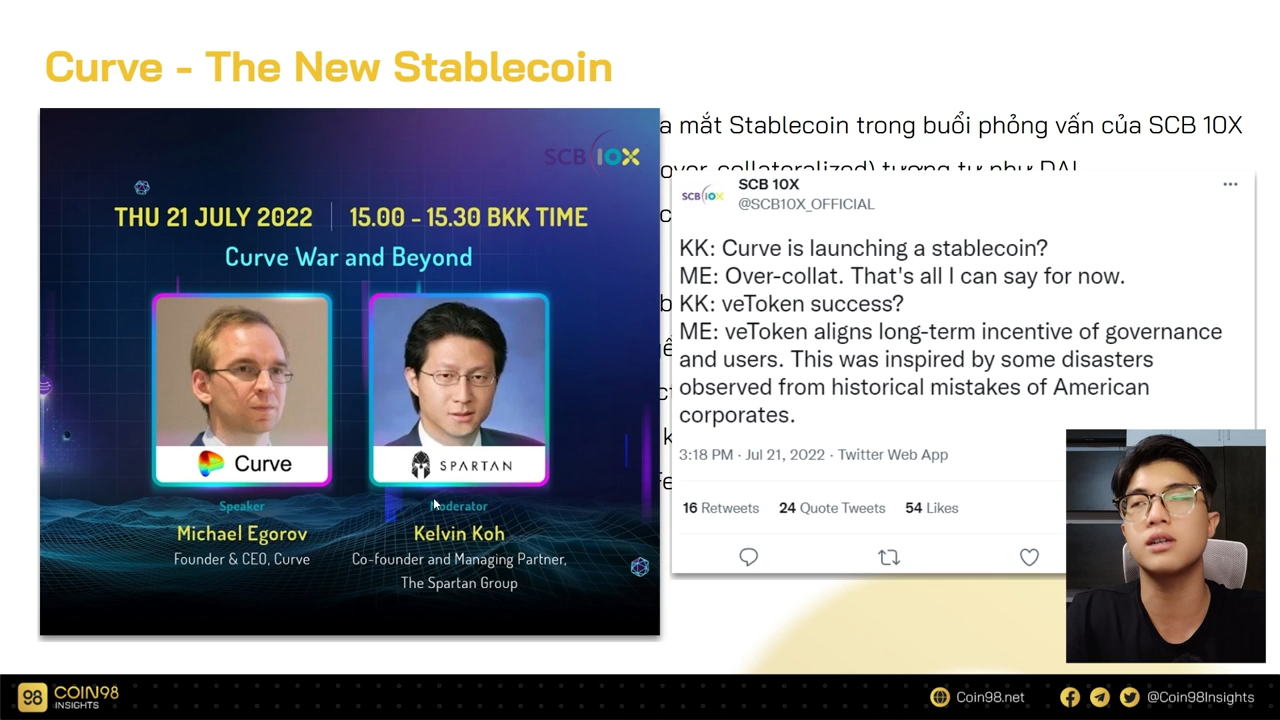 Curve - The New Stablecoin
a mắt Stablecoin trong buổi phỏng vấn của SCB 10X
SCB 10X
THU 21 JULY 2022 | 15.00 - 15.30 BKK TIME
Curve War and Beyond
Curve
SPARTAN
Speaker
Michael Egorov
Founder & CEO, Curve
Moderator
Kelvin Koh
Co-founder and Managing Partner,
The Spartan Group
SCB 10X
SCB 10X
@SCB10X_OFFICIAL
KK: Curve is launching a stablecoin?
ME: Over-collat. That's all I can say for now.
KK: veToken success?
ME: veToken aligns long-term incentive of governance
and users. This was inspired by some disasters
observed from historical mistakes of American
corporates.
3:18 PM · Jul 21, 2022 · Twitter Web App
16 Retweets 24 Quote Tweets 54 Likes
98 COIN98
INSIGHTS
Coin98.net
@Coin98Insights